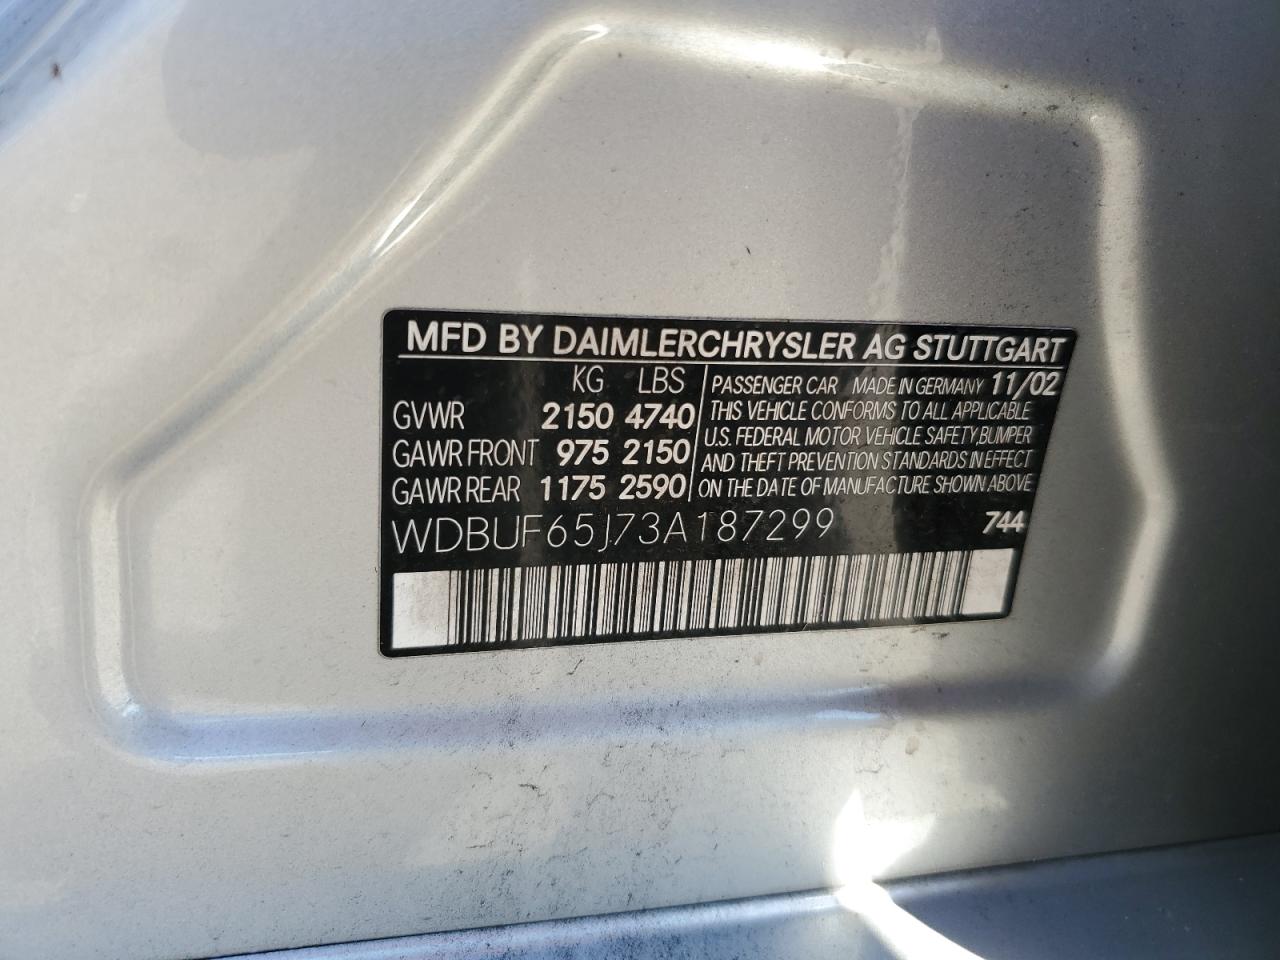 MFD BY DAIMLERCHRYSLER AG STUTTGART
KG LBS
GVWR 2150 4740
GAWR FRONT 975 2150
GAWR REAR 1175 2590
PASSENGER CAR MADE IN GERMANY 11/02
THIS VEHICLE CONFORMS TO ALL APPLICABLE
U.S. FEDERAL MOTOR VEHICLE SAFETY,BUMPER
AND THEFT PREVENTION STANDARDS IN EFFECT
ON THE DATE OF MANUFACTURE SHOWN ABOVE
WDBUF65J73A187299 744